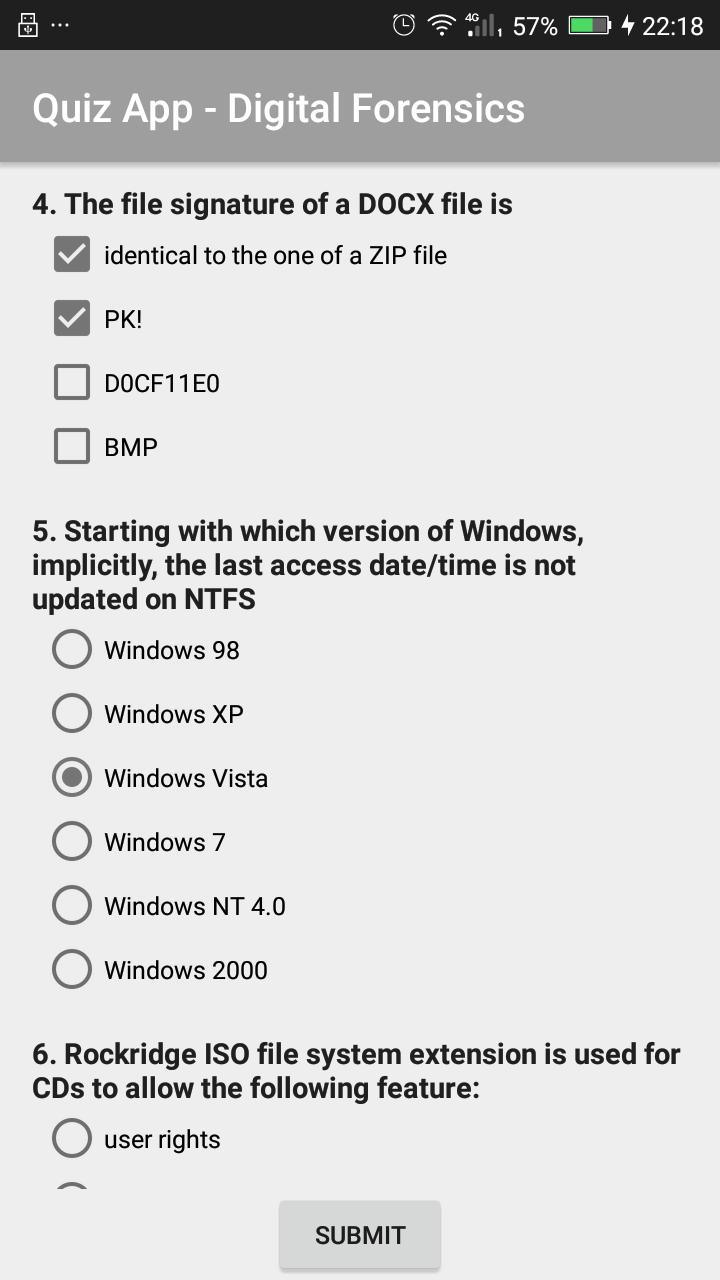 4G 1 57% 22:18
Quiz App - Digital Forensics
4. The file signature of a DOCX file is
identical to the one of a ZIP file
PK!
D0CF11E0
BMP
5. Starting with which version of Windows,
implicitly, the last access date/time is not
updated on NTFS
Windows 98
Windows XP
Windows Vista
Windows 7
Windows NT 4.0
Windows 2000
6. Rockridge ISO file system extension is used for
CDs to allow the following feature:
user rights
SUBMIT